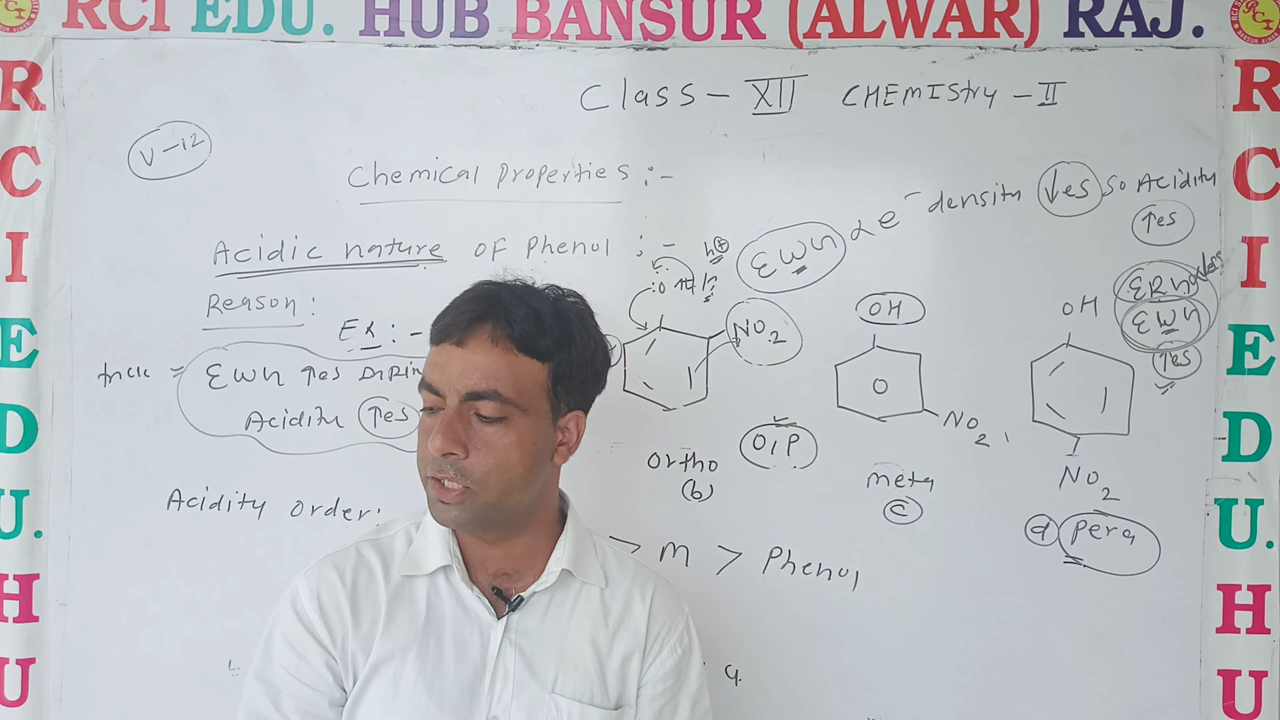 RCI EDU. HUB BANSUR (ALWAR) RAJ.
R
C
I
E
D
U.
H
U
R
C
I
E
D
U.
H
U
Class - XII CHEMIStry - II
V-12
Chemical properties :-
EWG α e⁻ density ↓es so Acidity
↑es
Acidic nature of Phenol : -
Reason :
Ex : -
trick = EWG ↑es
Acidity ↑es
H⊕
:O
NO2
OH
NO2
OH
NO2
EWG
↑es
Ortho
(b)
O,P
meta
(c)
(d) pera
Acidity order:
> m > Phenol